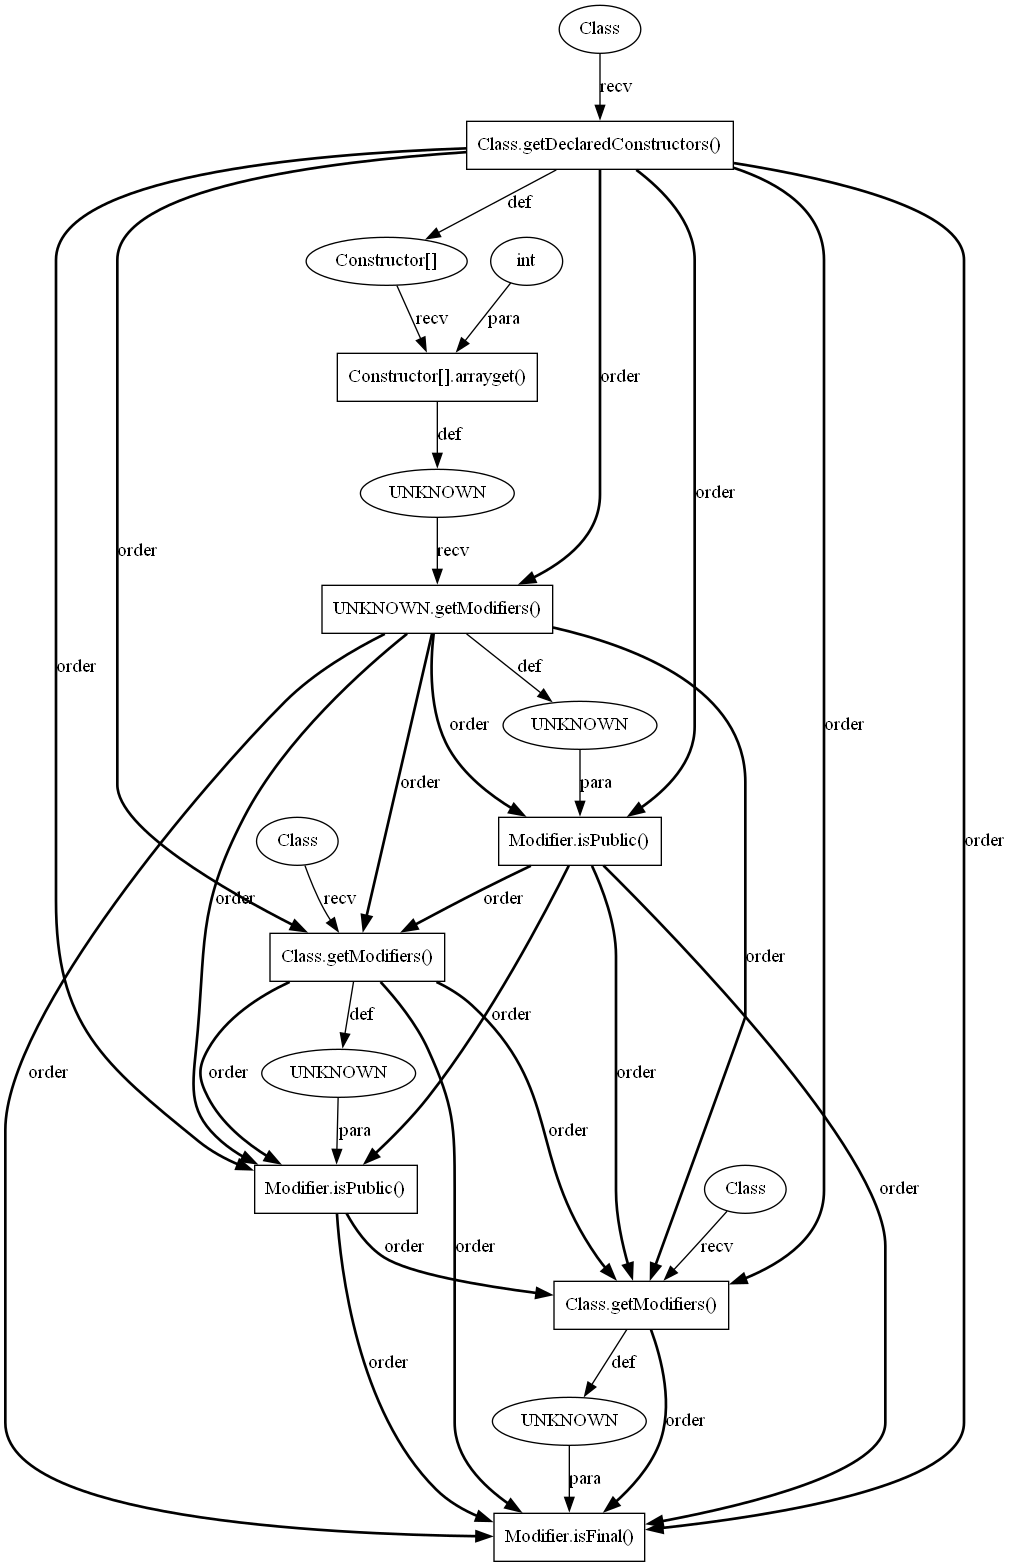 Class
recv
Class.getDeclaredConstructors()
def
Constructor[]
int
recv
para
Constructor[].arrayget()
order
def
UNKNOWN
order
recv
order
UNKNOWN.getModifiers()
order
def
order
UNKNOWN
order
order
para
Modifier.isPublic()
Class
order
order
recv
order
Class.getModifiers()
order
def
order
order
UNKNOWN
order
order
para
order
Modifier.isPublic()
Class
order
order
order
recv
Class.getModifiers()
order
def
UNKNOWN
order
para
Modifier.isFinal()